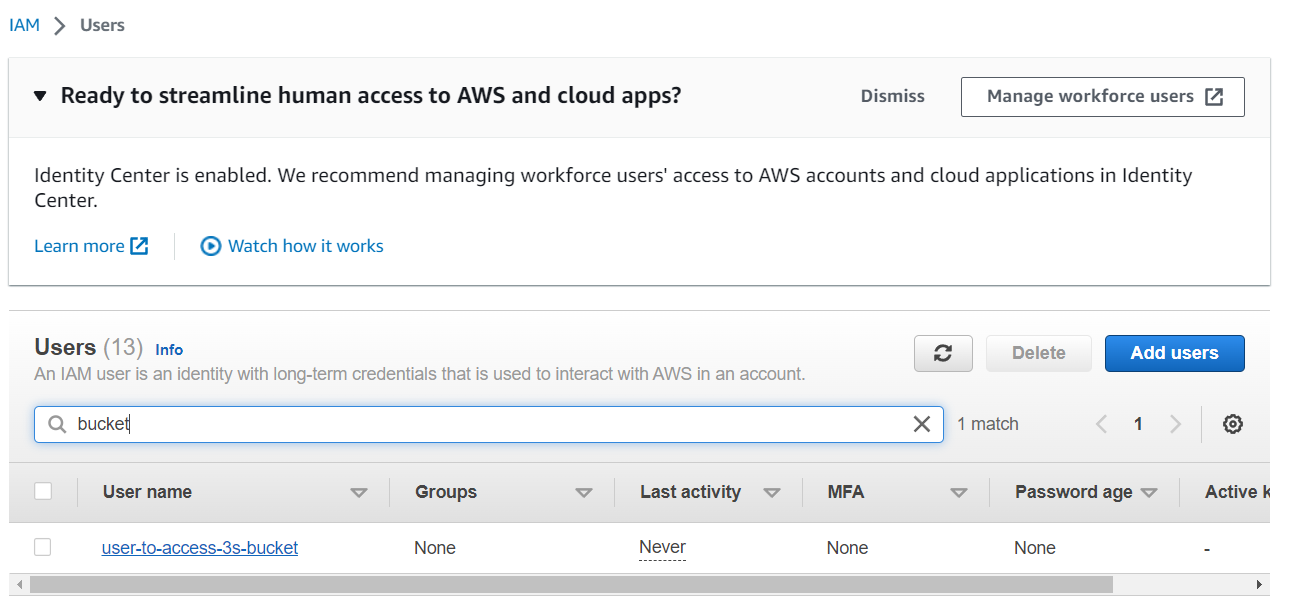 IAM > Users
Ready to streamline human access to AWS and cloud apps? Dismiss Manage workforce users
Identity Center is enabled. We recommend managing workforce users' access to AWS accounts and cloud applications in Identity
Center.
Learn more Watch how it works
Users (13) Info Delete Add users
An IAM user is an identity with long-term credentials that is used to interact with AWS in an account.
bucket 1 match 1
User name Groups Last activity MFA Password age Active k
user-to-access-3s-bucket None Never None None -